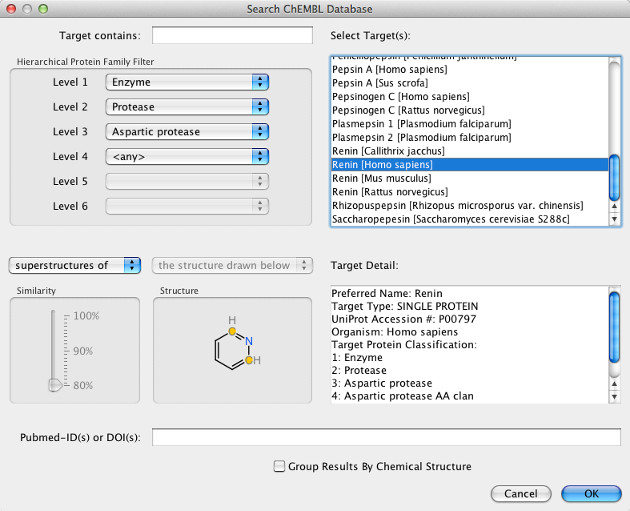 Search ChEMBL Database
Target contains:
Select Target(s):
Hierarchical Protein Family Filter
Level 1 Enzyme
Level 2 Protease
Level 3 Aspartic protease
Level 4 <any>
Level 5
Level 6
Penicillopepsin [Penicillium janthinellum]
Pepsin A [Homo sapiens]
Pepsin A [Sus scrofa]
Pepsinogen C [Homo sapiens]
Pepsinogen C [Rattus norvegicus]
Plasmepsin 1 [Plasmodium falciparum]
Plasmepsin 2 [Plasmodium falciparum]
Renin [Callithrix jacchus]
Renin [Homo sapiens]
Renin [Mus musculus]
Renin [Rattus norvegicus]
Rhizopuspepsin [Rhizopus microsporus var. chinensis]
Saccharopepesin [Saccharomyces cerevisiae S288c]
superstructures of
the structure drawn below
Similarity
100%
90%
80%
Structure
H
N
H
Target Detail:
Preferred Name: Renin
Target Type: SINGLE PROTEIN
UniProt Accession #: P00797
Organism: Homo sapiens
Target Protein Classification:
1: Enzyme
2: Protease
3: Aspartic protease
4: Aspartic protease AA clan
Pubmed-ID(s) or DOI(s):
Group Results By Chemical Structure
Cancel
OK